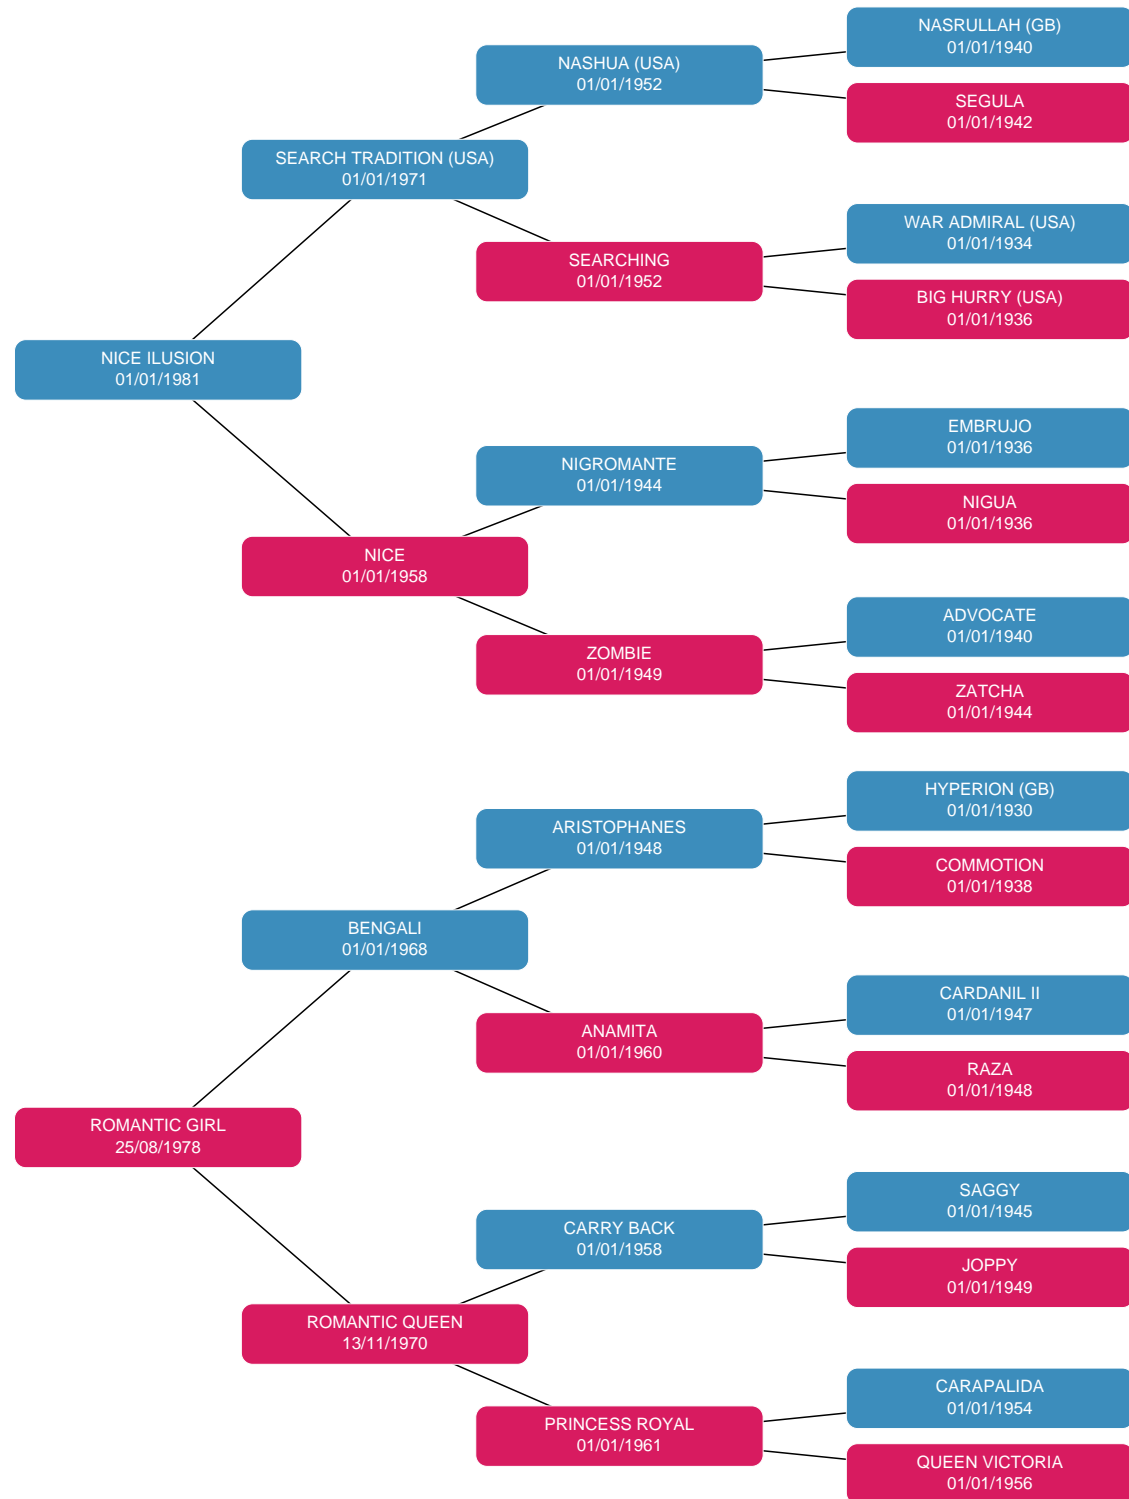 NASRULLAH (GB)
01/01/1940
NASHUA (USA)
01/01/1952
SEGULA
01/01/1942
SEARCH TRADITION (USA)
01/01/1971
WAR ADMIRAL (USA)
01/01/1934
SEARCHING
01/01/1952
BIG HURRY (USA)
01/01/1936
NICE ILUSION
01/01/1981
EMBRUJO
01/01/1936
NIGROMANTE
01/01/1944
NIGUA
01/01/1936
NICE
01/01/1958
ADVOCATE
01/01/1940
ZOMBIE
01/01/1949
ZATCHA
01/01/1944
HYPERION (GB)
01/01/1930
ARISTOPHANES
01/01/1948
COMMOTION
01/01/1938
BENGALI
01/01/1968
CARDANIL II
01/01/1947
ANAMITA
01/01/1960
RAZA
01/01/1948
ROMANTIC GIRL
25/08/1978
SAGGY
01/01/1945
CARRY BACK
01/01/1958
JOPPY
01/01/1949
ROMANTIC QUEEN
13/11/1970
CARAPALIDA
01/01/1954
PRINCESS ROYAL
01/01/1961
QUEEN VICTORIA
01/01/1956